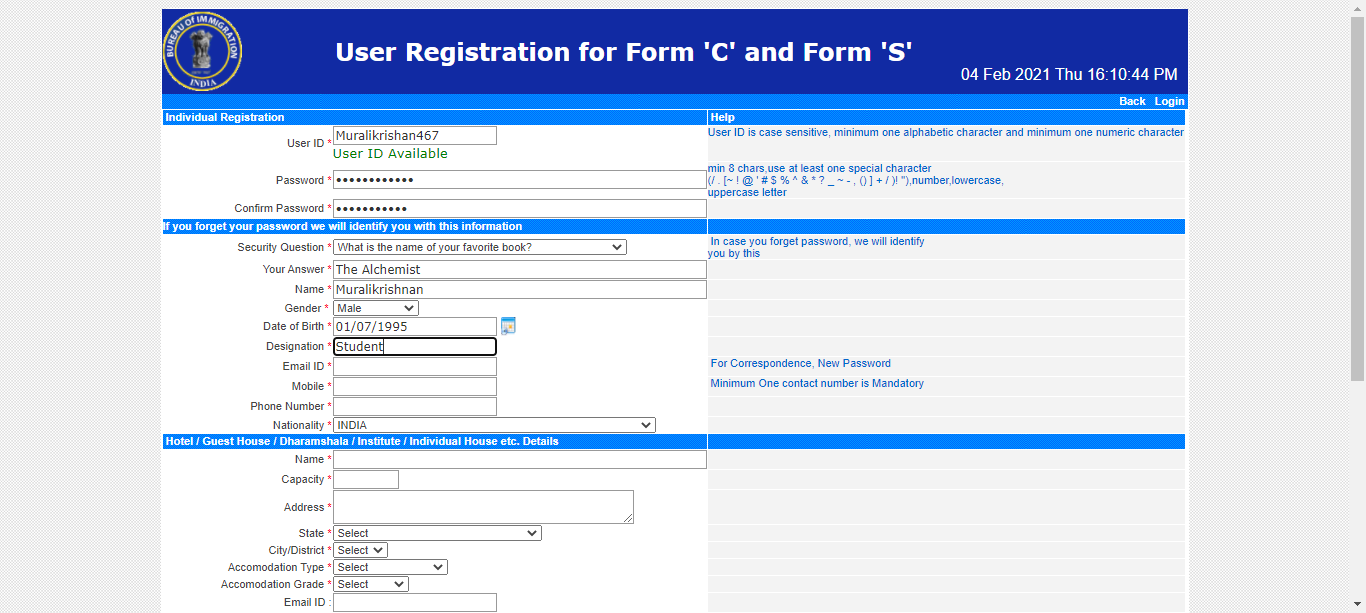 BUREAU OF IMMIGRATION
INDIA
User Registration for Form 'C' and Form 'S'
04 Feb 2021 Thu 16:10:44 PM
Back Login
Individual Registration Help
User ID * Muralikrishan467 User ID is case sensitive, minimum one alphabetic character and minimum one numeric character
User ID Available
min 8 chars,use at least one special character
Password * •••••••••••• (/ . [~ ! @ ' # $ % ^ & * ? _ ~ - , () ] + / )! "),number,lowercase,
uppercase letter
Confirm Password * •••••••••••
If you forget your password we will identify you with this information
Security Question * What is the name of your favorite book? In case you forget password, we will identify
you by this
Your Answer * The Alchemist
Name * Muralikrishnan
Gender * Male
Date of Birth * 01/07/1995
Designation * Student
Email ID * For Correspondence, New Password
Mobile * Minimum One contact number is Mandatory
Phone Number *
Nationality * INDIA
Hotel / Guest House / Dharamshala / Institute / Individual House etc. Details
Name *
Capacity *
Address *
State * Select
City/District * Select
Accomodation Type * Select
Accomodation Grade * Select
Email ID :